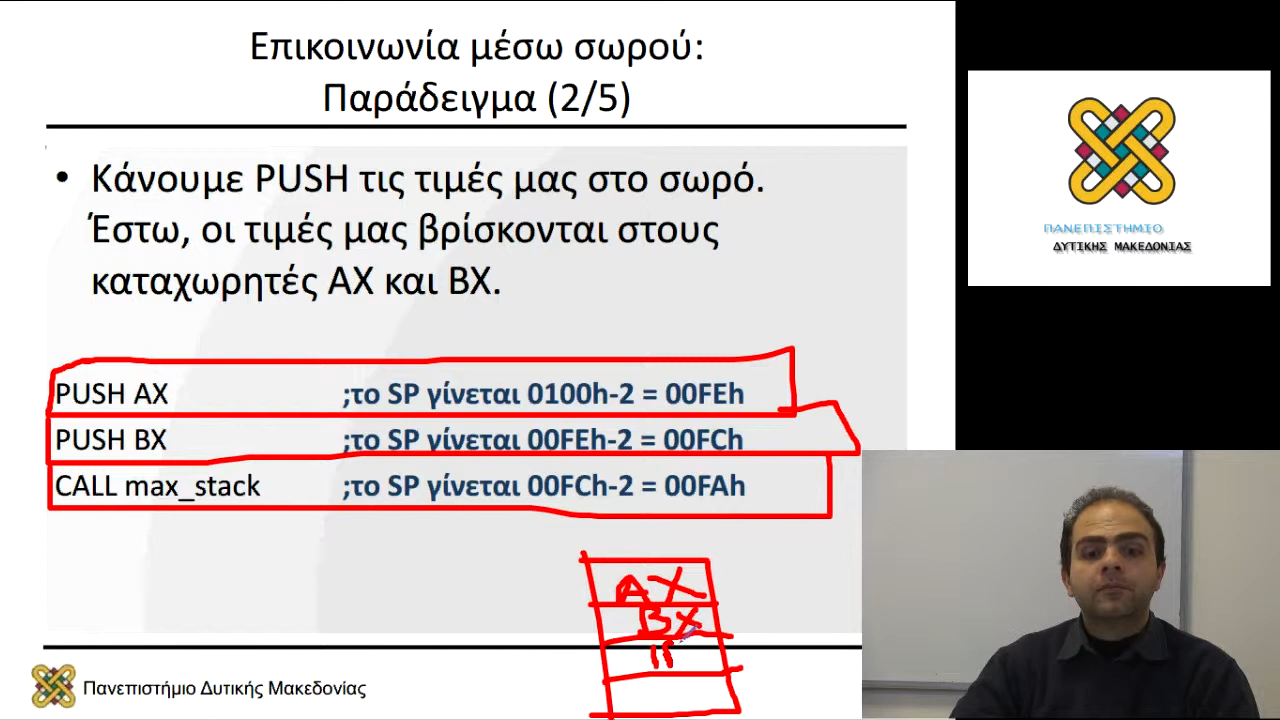 Επικοινωνία μέσω σωρού:
Παράδειγμα (2/5)
• Κάνουμε PUSH τις τιμές μας στο σωρό.
Έστω, οι τιμές μας βρίσκονται στους
καταχωρητές AX και BX.
PUSH AX ;το SP γίνεται 0100h-2 = 00FEh
PUSH BX ;το SP γίνεται 00FEh-2 = 00FCh
CALL max_stack ;το SP γίνεται 00FCh-2 = 00FAh
AX
BX
Πανεπιστήμιο Δυτικής Μακεδονίας
ΠΑΝΕΠΙΣΤΗΜΙΟ
ΔΥΤΙΚΗΣ ΜΑΚΕΔΟΝΙΑΣ